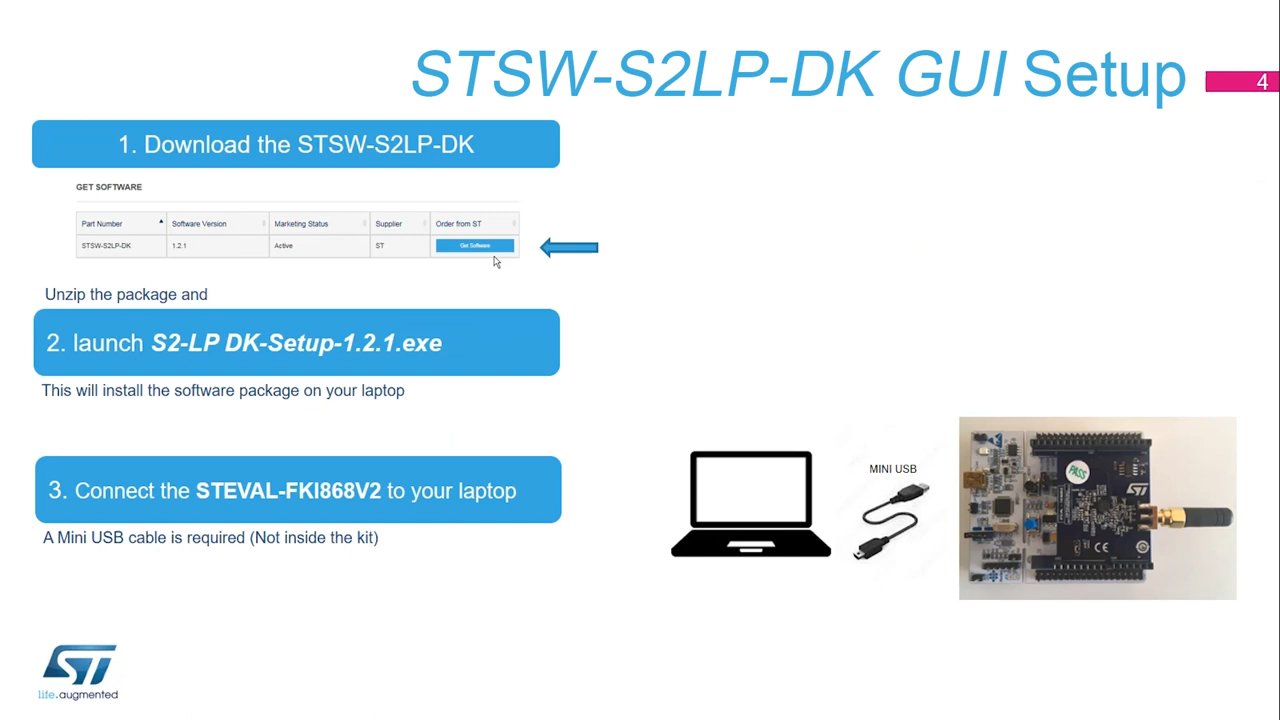 STSW-S2LP-DK GUI Setup
4
1. Download the STSW-S2LP-DK
GET SOFTWARE
Part Number Software Version Marketing Status Supplier Order from ST
STSW-S2LP-DK 1.2.1 Active ST Get Software
Unzip the package and
2. launch S2-LP DK-Setup-1.2.1.exe
This will install the software package on your laptop
3. Connect the STEVAL-FKI868V2 to your laptop
A Mini USB cable is required (Not inside the kit)
MINI USB
PASS
ST
CE
ST
life.augmented